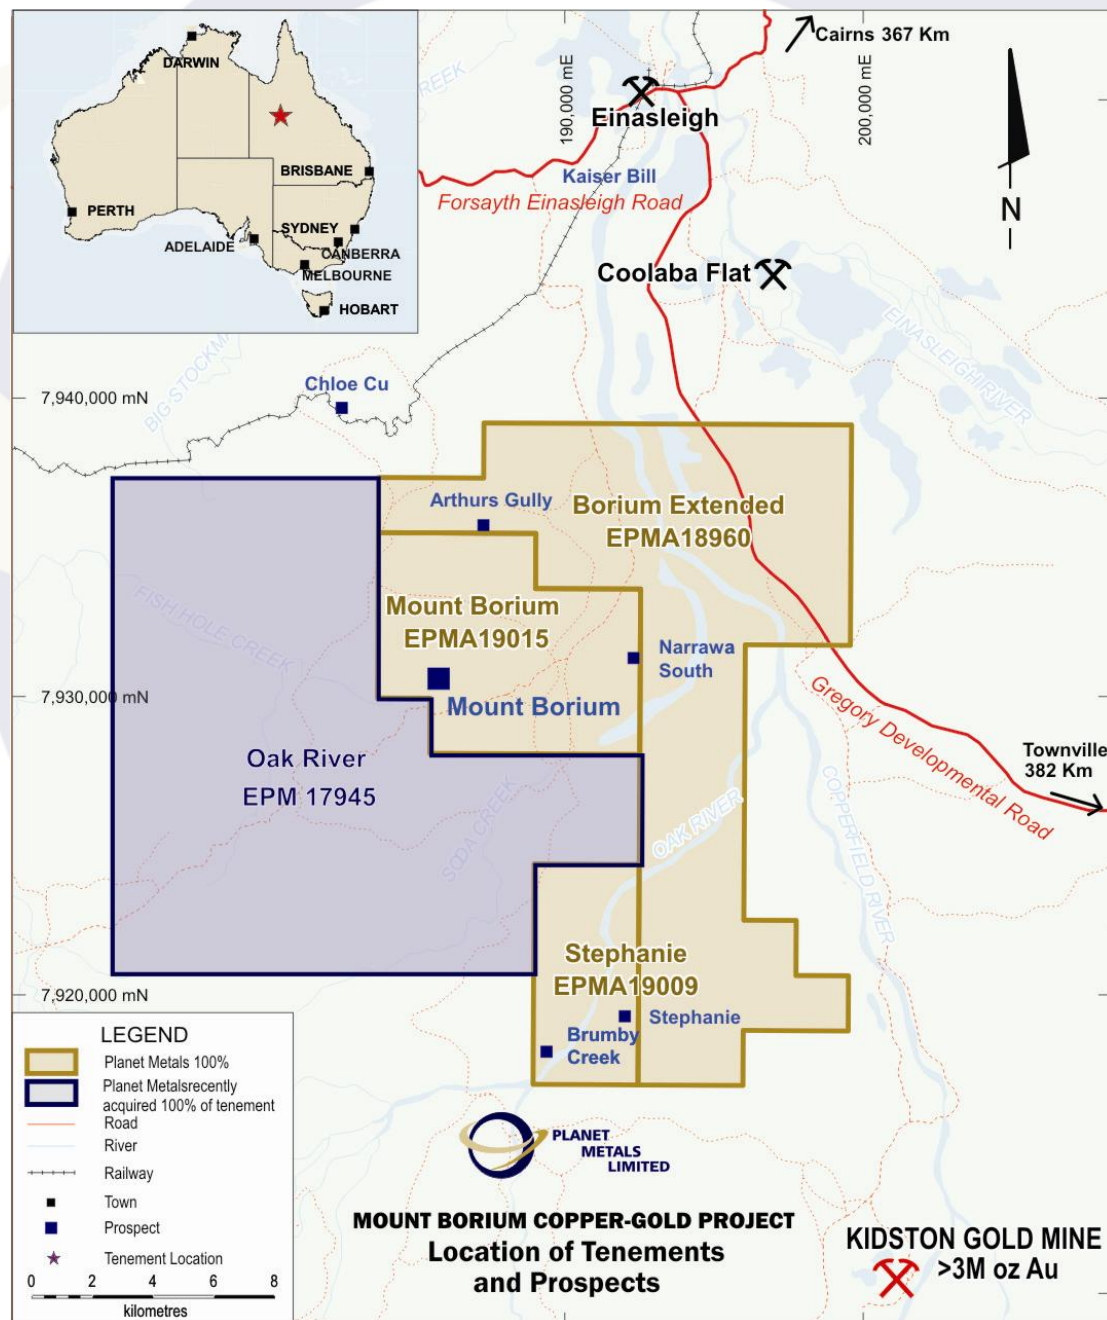 DARWIN
BRISBANE
PERTH
SYDNEY
ADELAIDE
CANBERRA
MELBOURNE
HOBART
Cairns 367 Km
190,000 mE
200,000 mE
CREEK
Einasleigh
Kaiser Bill
Forsayth Einasleigh Road
N
Coolaba Flat
EINASLEIGH RIVER
BIG STOCKMA
Chloe Cu
7,940,000 mN
Arthurs Gully
Borium Extended
EPMA18960
FISH HOLE CREEK
Mount Borium
EPMA19015
Narrawa
South
7,930,000 mN
Mount Borium
Gregory Developmental Road
Oak River
EPM 17945
Townville
382 Km
SODA CREEK
OAK RIVER
COPPERFIELD RIVER
Stephanie
EPMA19009
7,920,000 mN
Stephanie
Brumby
Creek
LEGEND
Planet Metals 100%
Planet Metalsrecently
acquired 100% of tenement
Road
River
Railway
Town
Prospect
Tenement Location
0 2 4 6 8
kilometres
PLANET
METALS
LIMITED
MOUNT BORIUM COPPER-GOLD PROJECT
Location of Tenements
and Prospects
KIDSTON GOLD MINE
>3M oz Au